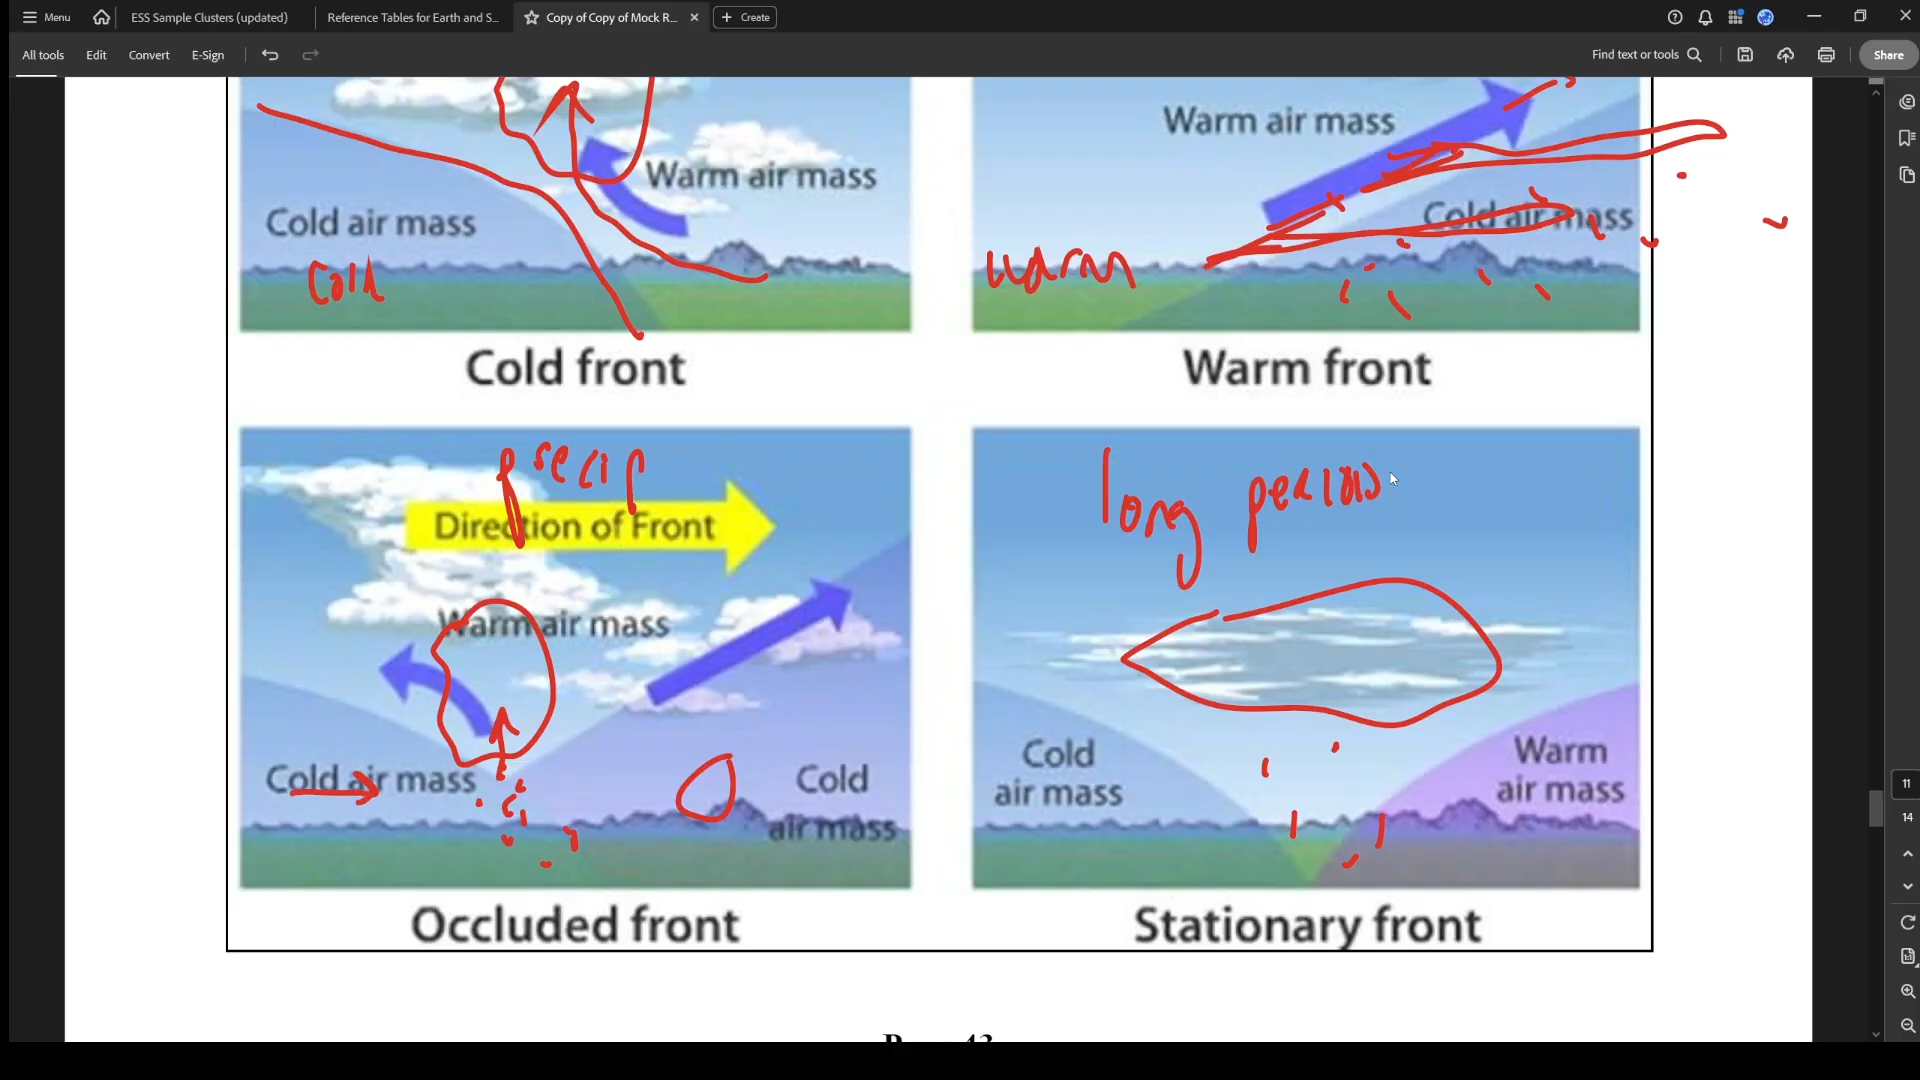 Menu
ESS Sample Clusters (updated)
Reference Tables for Earth and S...
Copy of Copy of Mock R...
Create
All tools
Edit
Convert
E-Sign
Find text or tools
Share
Warm air mass
Cold air mass
Cold
Cold front
Warm air mass
Cold air mass
warm
Warm front
precip
Direction of Front
Warm air mass
Cold air mass
Cold
air mass
Occluded front
long periods
Cold
air mass
Warm
air mass
Stationary front
11
14